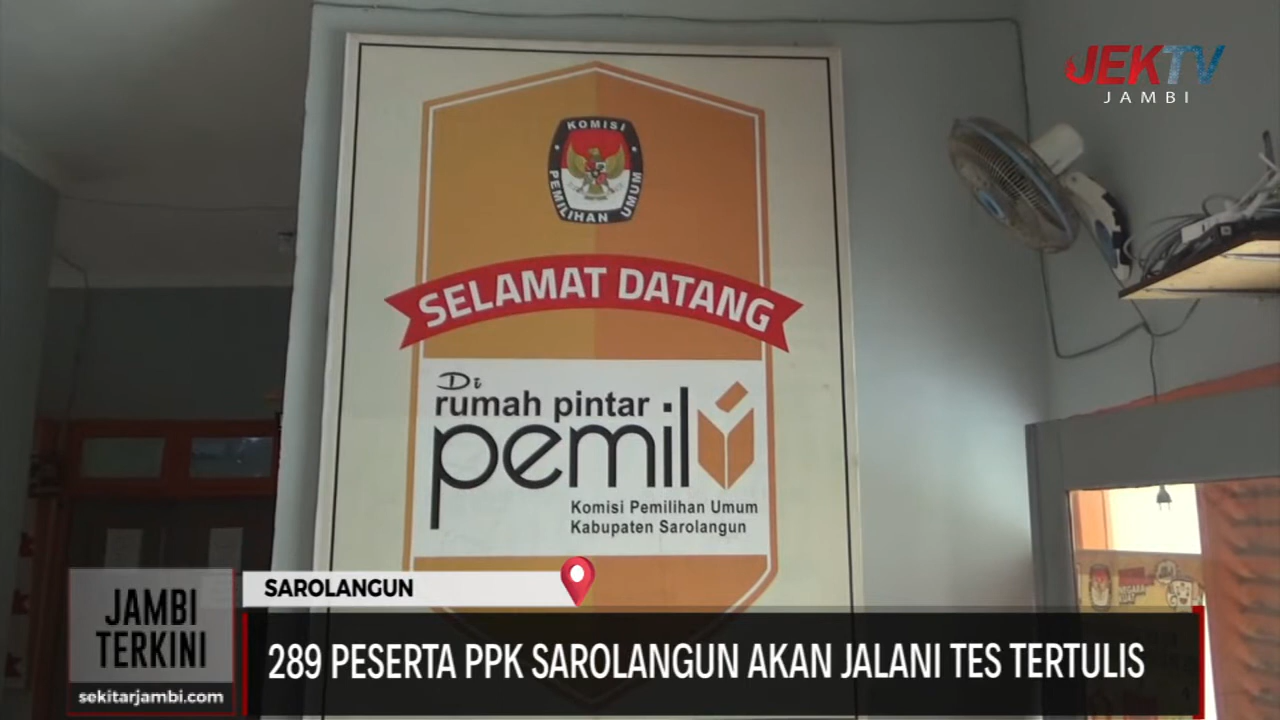 JEKTV
JAMBI
KOMISI
PEMILIHAN UMUM
SELAMAT DATANG
Di
rumah pintar
pemilu
Komisi Pemilihan Umum
Kabupaten Sarolangun
SAROLANGUN
JAMBI
TERKINI
sekitarjambi.com
289 PESERTA PPK SAROLANGUN AKAN JALANI TES TERTULIS